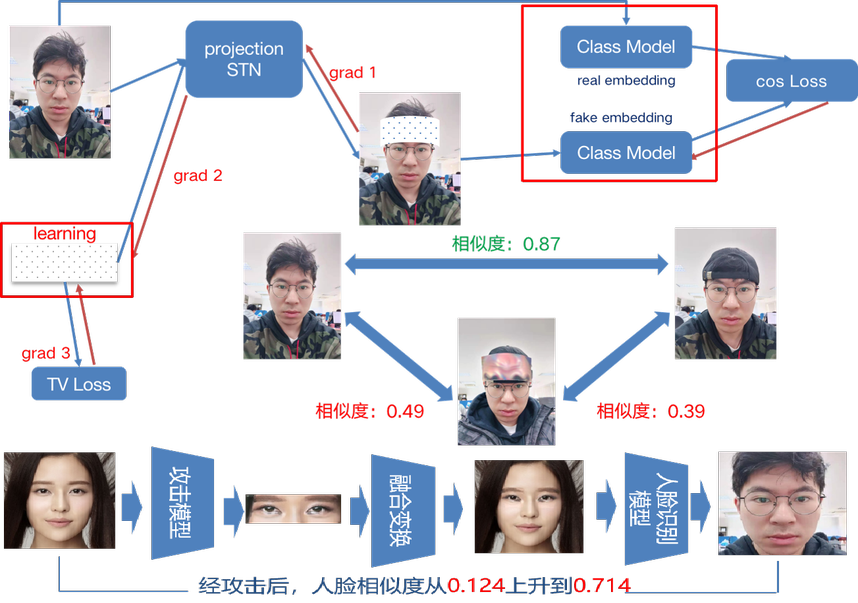 projection
STN
grad 1
grad 2
Class Model
real embedding
fake embedding
Class Model
cos Loss
learning
grad 3
TV Loss
相似度：0.87
相似度：0.49
相似度：0.39
攻击模型
融合变换
人脸识别
模型
经攻击后，人脸相似度从0.124上升到0.714